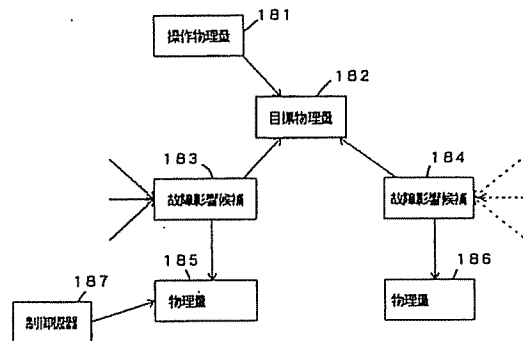 181
操作物理量
182
目標物理量
183
故障影響候補
184
故障影響候補
185
物理量
186
物理量
187
制御機器